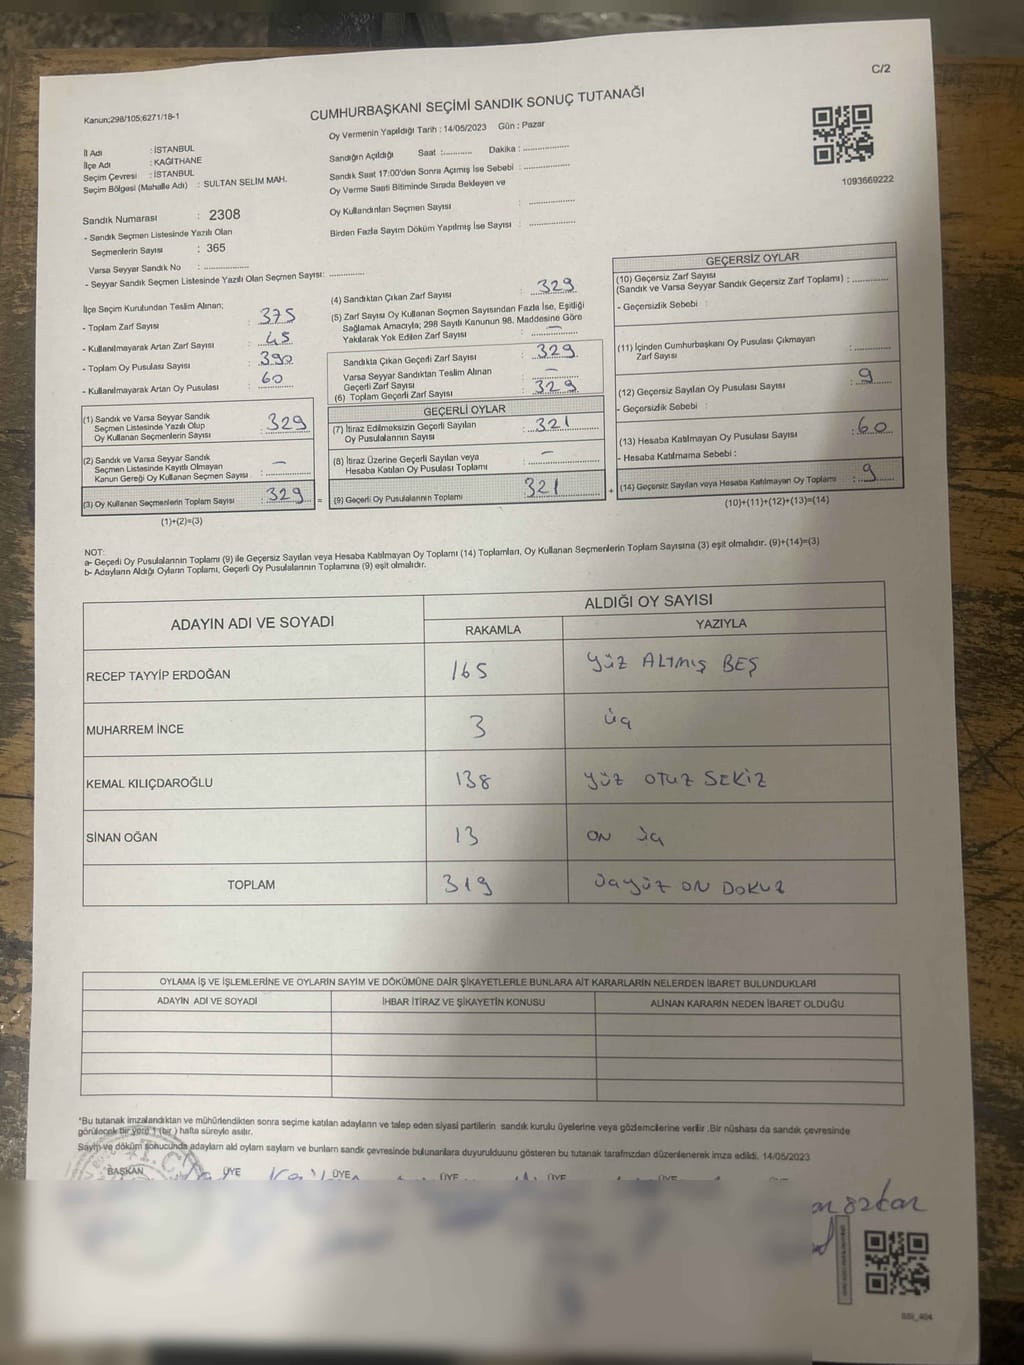 C/2
Kanun;298/105;6271/18-1
CUMHURBAŞKANI SEÇİMİ SANDIK SONUÇ TUTANAĞI
Oy Vermenin Yapıldığı Tarih : 14/05/2023 Gün : Pazar
İl Adı : İSTANBUL
İlçe Adı : KAĞITHANE
Seçim Çevresi : İSTANBUL
Seçim Bölgesi (Mahalle Adı) : SULTAN SELİM MAH.
Sandığın Açıldığı Saat :........... Dakika : ..................
Sandık Saat 17:00'den Sonra Açımış İse Sebebi : ..................
Oy Verme Saati Bitiminde Sırada Bekleyen ve
Oy Kullandırılan Seçmen Sayısı : ..................
Birden Fazla Sayım Döküm Yapılmış İse Sayısı : ..................
1093669222
Sandık Numarası : 2308
- Sandık Seçmen Listesinde Yazılı Olan
Seçmenlerin Sayısı : 365
Varsa Seyyar Sandık No : ..................
- Seyyar Sandık Seçmen Listesinde Yazılı Olan Seçmen Sayısı: ..............
İlçe Seçim Kurulundan Teslim Alınan;
- Toplam Zarf Sayısı : 375
- Kullanılmayarak Artan Zarf Sayısı : 45
- Toplam Oy Pusulası Sayısı : 390
- Kullanılmayarak Artan Oy Pusulası : 60
(1) Sandık ve Varsa Seyyar Sandık
Seçmen Listesinde Yazılı Olup
Oy Kullanan Seçmenlerin Sayısı : 329
(2) Sandık ve Varsa Seyyar Sandık
Seçmen Listesinde Kayıtlı Olmayan
Kanun Gereği Oy Kullanan Seçmen Sayısı : —
(3) Oy Kullanan Seçmenlerin Toplam Sayısı : 329 =
(1)+(2)=(3)
(4) Sandıktan Çıkan Zarf Sayısı : 329
(5) Zarf Sayısı Oy Kullanan Seçmen Sayısından Fazla İse, Eşitliği
Sağlamak Amacıyla; 298 Sayılı Kanunun 98. Maddesine Göre
Yakılarak Yok Edilen Zarf Sayısı : —
Sandıkta Çıkan Geçerli Zarf Sayısı : 329
Varsa Seyyar Sandıktan Teslim Alınan
Geçerli Zarf Sayısı : —
(6) Toplam Geçerli Zarf Sayısı : 329
GEÇERLİ OYLAR
(7) İtiraz Edilmeksizin Geçerli Sayılan
Oy Pusulalarının Sayısı : 321
(8) İtiraz Üzerine Geçerli Sayılan veya
Hesaba Katılan Oy Pusulası Toplamı : —
(9) Geçerli Oy Pusulalarının Toplamı 321 +
GEÇERSİZ OYLAR
(10) Geçersiz Zarf Sayısı
(Sandık ve Varsa Seyyar Sandık Geçersiz Zarf Toplamı) : ............
- Geçersizlik Sebebi :
(11) İçinden Cumhurbaşkanı Oy Pusulası Çıkmayan
Zarf Sayısı : ............
(12) Geçersiz Sayılan Oy Pusulası Sayısı : 9
- Geçersizlik Sebebi :
(13) Hesaba Katılmayan Oy Pusulası Sayısı : 60
- Hesaba Katılmama Sebebi :
(14) Geçersiz Sayılan veya Hesaba Katılmayan Oy Toplamı : 9
(10)+(11)+(12)+(13)=(14)
NOT:
a- Geçerli Oy Pusulalarının Toplamı (9) ile Geçersiz Sayılan veya Hesaba Katılmayan Oy Toplamı (14) Toplamları, Oy Kullanan Seçmenlerin Toplam Sayısına (3) eşit olmalıdır. (9)+(14)=(3)
b- Adayların Aldığı Oyların Toplamı, Geçerli Oy Pusulalarının Toplamına (9) eşit olmalıdır.
ADAYIN ADI VE SOYADI
ALDIĞI OY SAYISI
RAKAMLA YAZIYLA
RECEP TAYYİP ERDOĞAN 165 YÜZ ALTMIŞ BEŞ
MUHARREM İNCE 3 Üç
KEMAL KILIÇDAROĞLU 138 YÜZ OTUZ SEKİZ
SİNAN OĞAN 13 ON üç
TOPLAM 319 üçyüz ON DOKUZ
OYLAMA İŞ VE İŞLEMLERİNE VE OYLARIN SAYIM VE DÖKÜMÜNE DAİR ŞİKAYETLERLE BUNLARA AİT KARARLARIN NELERDEN İBARET BULUNDUKLARI
ADAYIN ADI VE SOYADI İHBAR İTİRAZ VE ŞİKAYETİN KONUSU ALINAN KARARIN NEDEN İBARET OLDUĞU
*Bu tutanak imzalandıktan ve mühürlendikten sonra seçime katılan adayların ve talep eden siyasi partilerin sandık kurulu üyelerine veya gözlemcilerine verilir .Bir nüshası da sandık çevresinde
görülecek bir yere 1 (bir ) hafta süreyle asılır.
Sayım ve döküm sonucunda adayların aldı oyların sayların ve bunların sandık çevresinde bulunanlara duyurulduunu gösteren bu tutanak tarafmzdan düzenlenerek imza edildi. 14/05/2023
BAŞKAN ÜYE ÜYE ÜYE ÜYE ÜYE ÜYE
T.C.
özkan